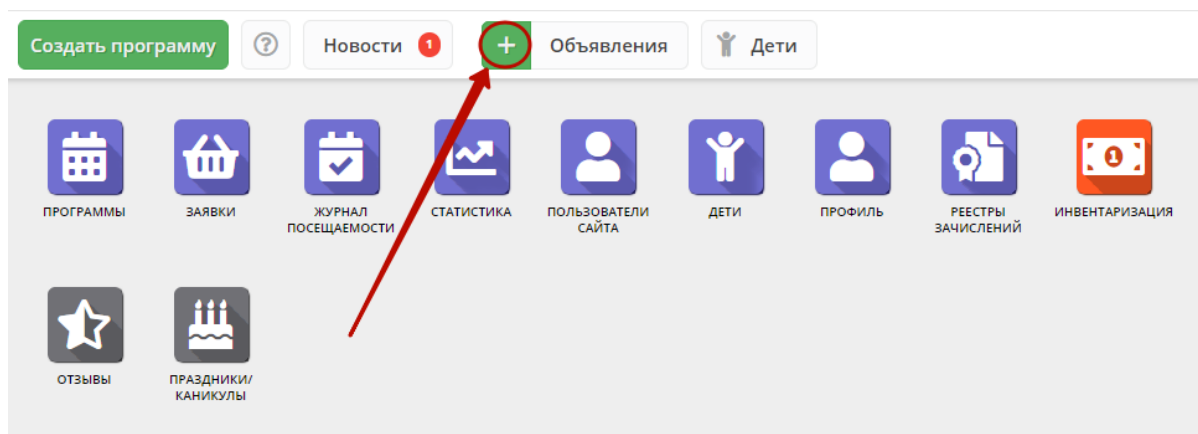 Создать программу
?
Новости 1
+ Объявления
Дети
ПРОГРАММЫ
ЗАЯВКИ
ЖУРНАЛ
ПОСЕЩАЕМОСТИ
СТАТИСТИКА
ПОЛЬЗОВАТЕЛИ
САЙТА
ДЕТИ
ПРОФИЛЬ
РЕЕСТРЫ
ЗАЧИСЛЕНИЙ
1
ИНВЕНТАРИЗАЦИЯ
ОТЗЫВЫ
ПРАЗДНИКИ/
КАНИКУЛЫ